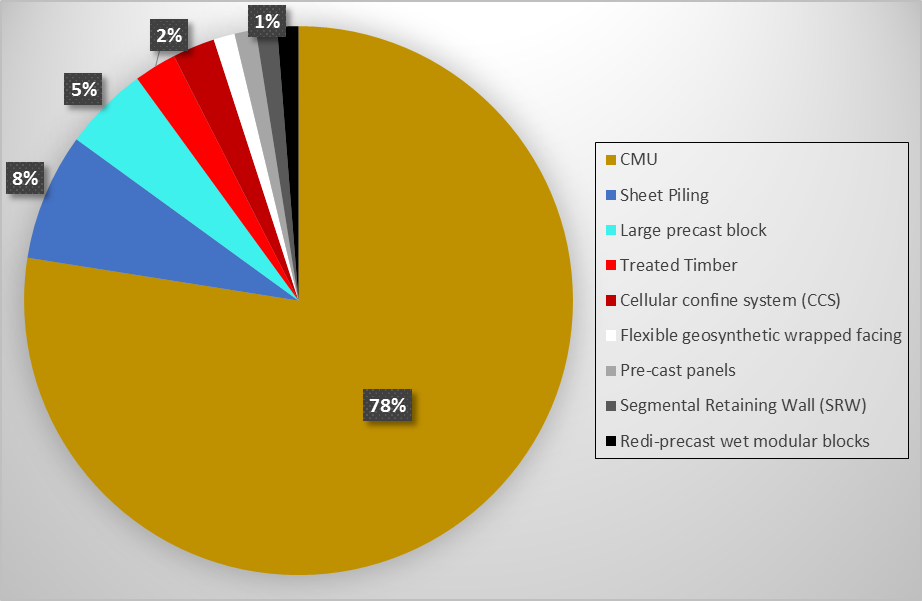 1%
2%
5%
8%
78%
CMU
Sheet Piling
Large precast block
Treated Timber
Cellular confine system (CCS)
Flexible geosynthetic wrapped facing
Pre-cast panels
Segmental Retaining Wall (SRW)
Redi-precast wet modular blocks